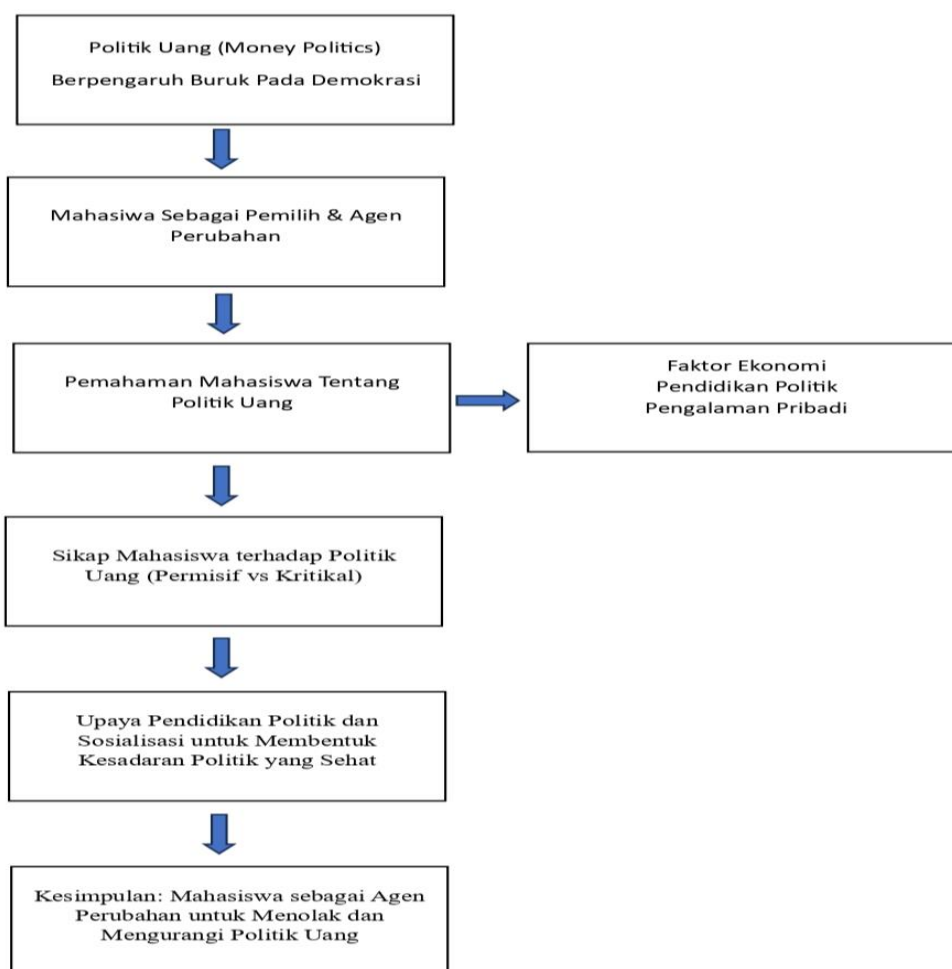 Politik Uang (Money Politics)
Berpengaruh Buruk Pada Demokrasi
Mahasiwa Sebagai Pemilih & Agen
Perubahan
Pemahaman Mahasiswa Tentang
Politik Uang
Faktor Ekonomi
Pendidikan Politik
Pengalaman Pribadi
Sikap Mahasiswa terhadap Politik
Uang (Permisif vs Kritikal)
Upaya Pendidikan Politik dan
Sosialisasi untuk Membentuk
Kesadaran Politik yang Sehat
Kesimpulan: Mahasiswa sebagai Agen
Perubahan untuk Menolak dan
Mengurangi Politik Uang